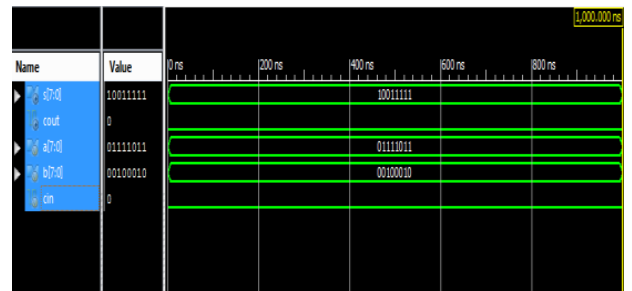 1,000.000 ns
Name Value 0 ns 200 ns 400 ns 600 ns 800 ns
s[7:0] 10011111 10011111
cout 0
a[7:0] 01111011 01111011
b[7:0] 00100010 00100010
cin 0